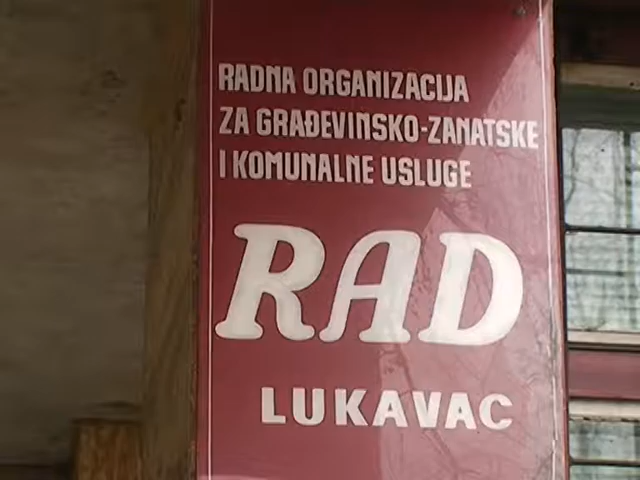 RADNA ORGANIZACIJA
ZA GRAĐEVINSKO-ZANATSKE
I KOMUNALNE USLUGE
RAD
LUKAVAC